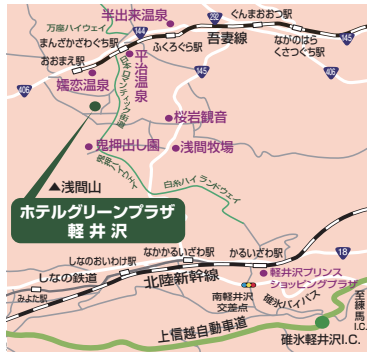 半出来温泉
万座ハイウェイ
144
292
ぐんまおおつ駅
まんざかざわぐち駅
吾妻線
ふくろぐら駅
ながのはら
くさつぐち駅
145
おおまえ駅
平治温泉
日本ロマンティック街道
406
嬬恋温泉
145
406
桜岩観音
鬼押出し園
浅間牧場
▲浅間山
白糸ハイランドウェイ
ホテルグリーンプラザ
軽井沢
なかかるいざわ駅
かるいざわ駅
18
しなのおいわけ駅
しなの鉄道
北陸新幹線
軽井沢プリンス
ショッピングプラザ
みよた駅
南軽井沢
交差点
碓氷バイパス
至練馬I.C.
上信越自動車道
碓氷軽井沢I.C.